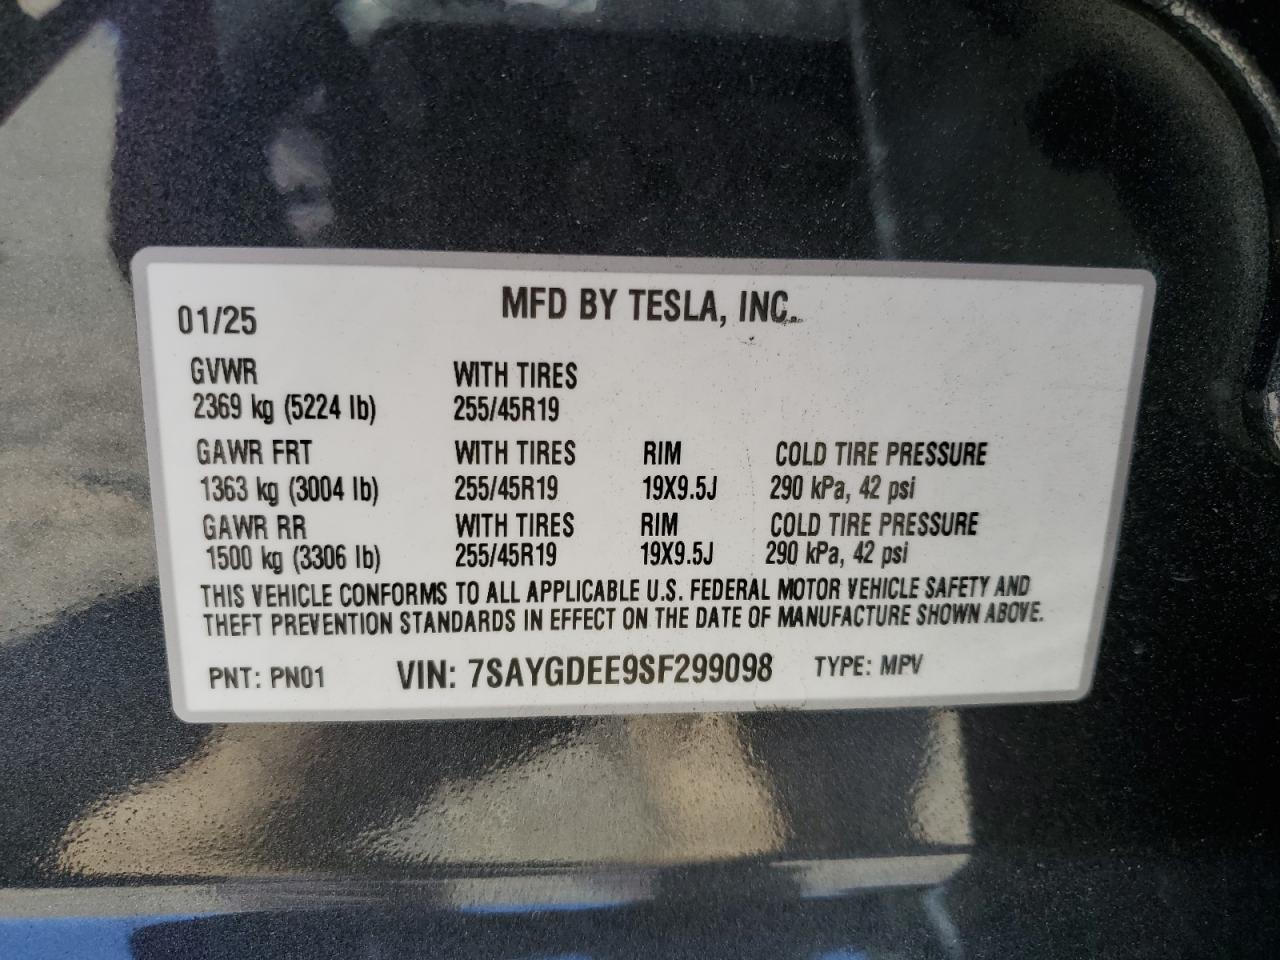 01/25 MFD BY TESLA, INC.
GVWR WITH TIRES
2369 kg (5224 lb) 255/45R19
GAWR FRT WITH TIRES RIM COLD TIRE PRESSURE
1363 kg (3004 lb) 255/45R19 19X9.5J 290 kPa, 42 psi
GAWR RR WITH TIRES RIM COLD TIRE PRESSURE
1500 kg (3306 lb) 255/45R19 19X9.5J 290 kPa, 42 psi
THIS VEHICLE CONFORMS TO ALL APPLICABLE U.S. FEDERAL MOTOR VEHICLE SAFETY AND
THEFT PREVENTION STANDARDS IN EFFECT ON THE DATE OF MANUFACTURE SHOWN ABOVE.
PNT: PN01 VIN: 7SAYGDEE9SF299098 TYPE: MPV